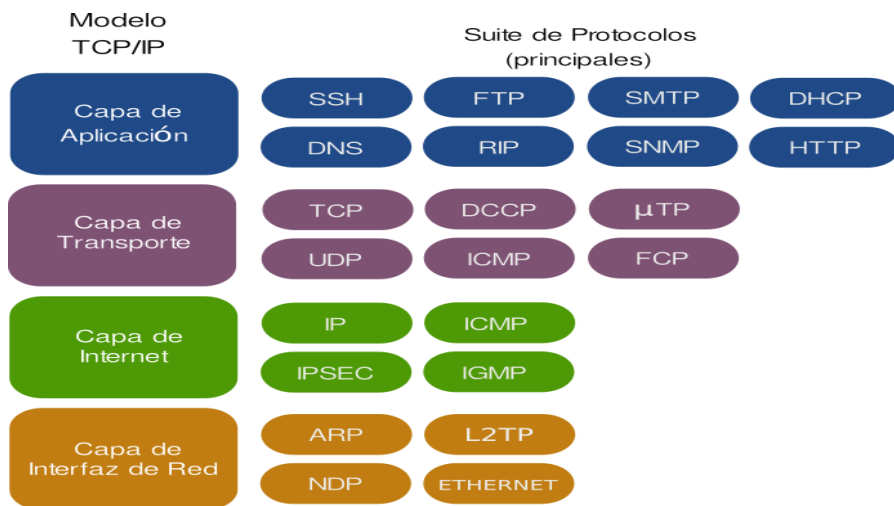 Modelo
TCP/IP
Suite de Protocolos
(principales)
Capa de
Aplicación
SSH FTP SMTP DHCP
DNS RIP SNMP HTTP
Capa de
Transporte
TCP DCCP µTP
UDP ICMP FCP
Capa de
Internet
IP ICMP
IPSEC IGMP
Capa de
Interfaz de Red
ARP L2TP
NDP ETHERNET